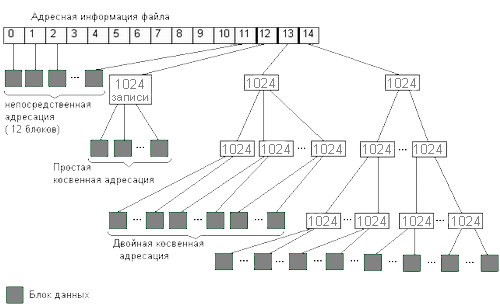 Адресная информация файла
0 1 2 3 4 5 6 7 8 9 10 11 12 13 14
...
1024
записи
1024
1024
непосредственная
адресация
( 12 блоков)
...
1024 1024 ... 1024 1024 ... 1024
Простая
косвенная адресация
... ... ...
1024 ... 1024 1024 ... 1024
Двойная косвенная
адресация
... ... ... ...
Блок данных